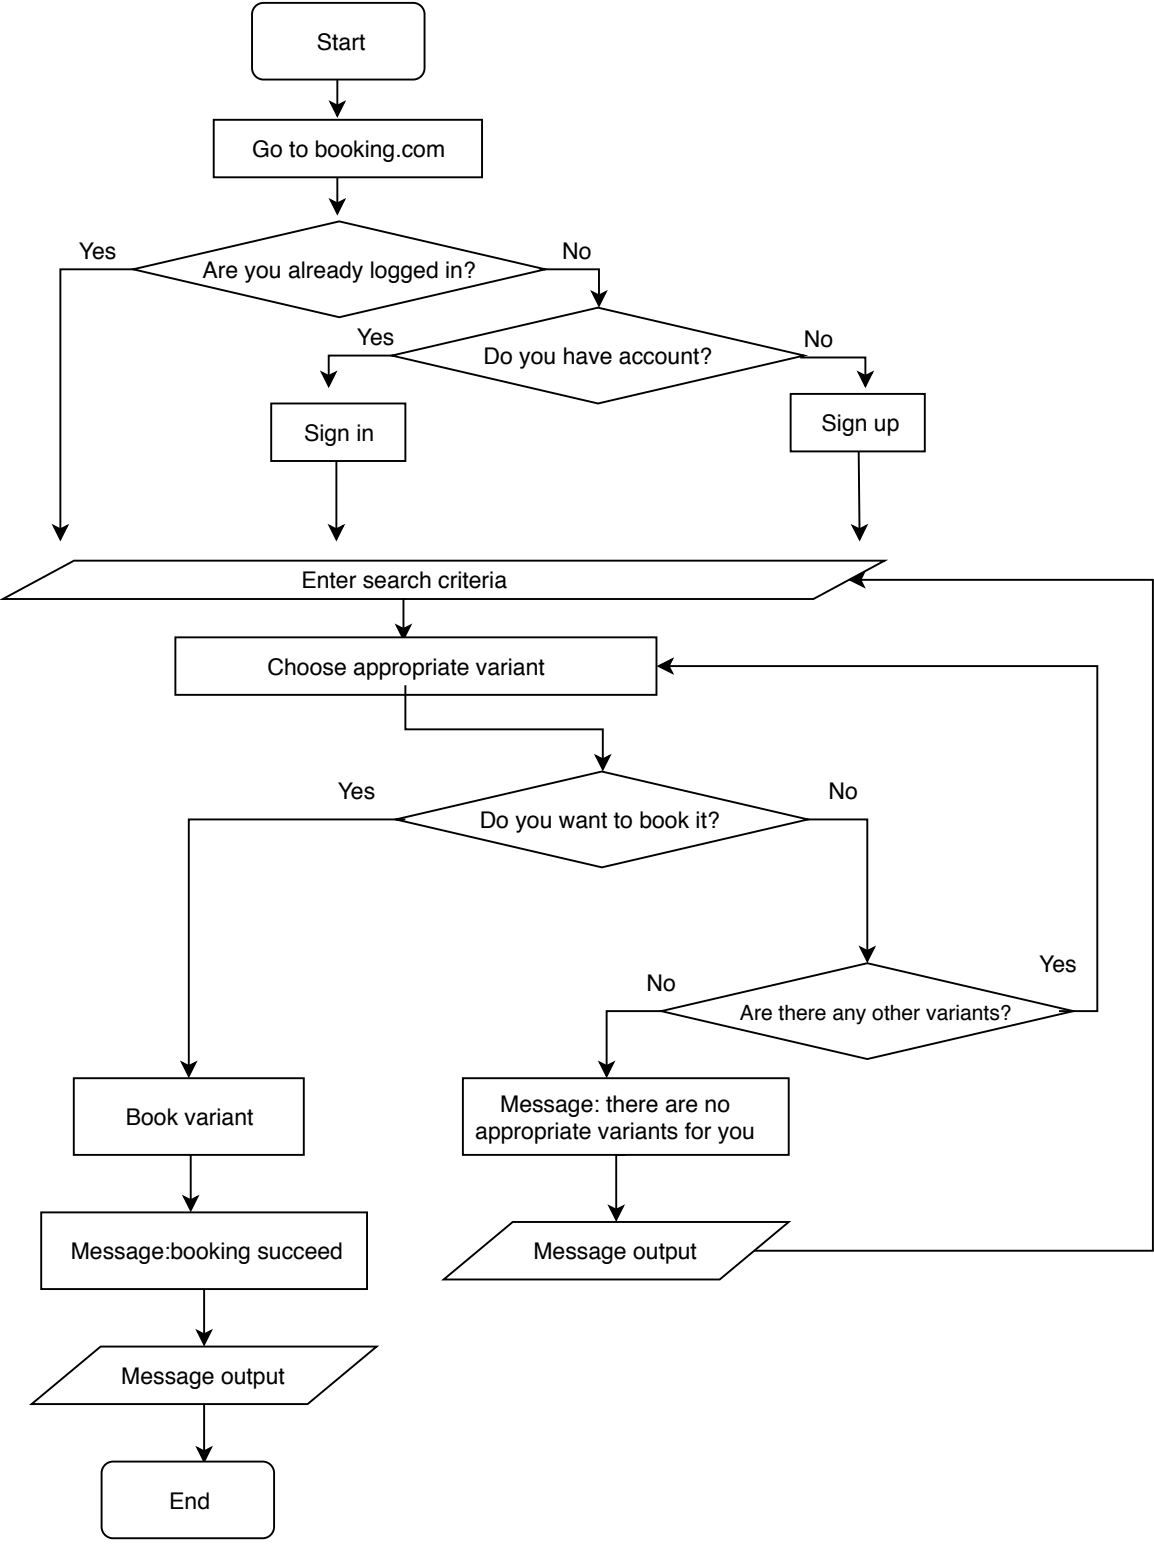 Start
Go to booking.com
Yes
Are you already logged in?
No
Yes
Do you have account?
No
Sign in
Sign up
Enter search criteria
Choose appropriate variant
Yes
Do you want to book it?
No
Yes
No
Are there any other variants?
Book variant
Message: there are no
appropriate variants for you
Message:booking succeed
Message output
Message output
End